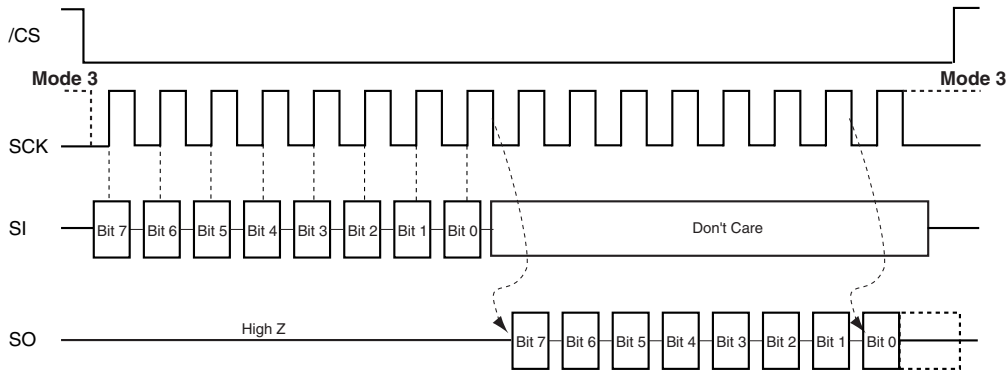 /CS
Mode 3 Mode 3
SCK
SI Bit 7 Bit 6 Bit 5 Bit 4 Bit 3 Bit 2 Bit 1 Bit 0 Don't Care
High Z
SO Bit 7 Bit 6 Bit 5 Bit 4 Bit 3 Bit 2 Bit 1 Bit 0